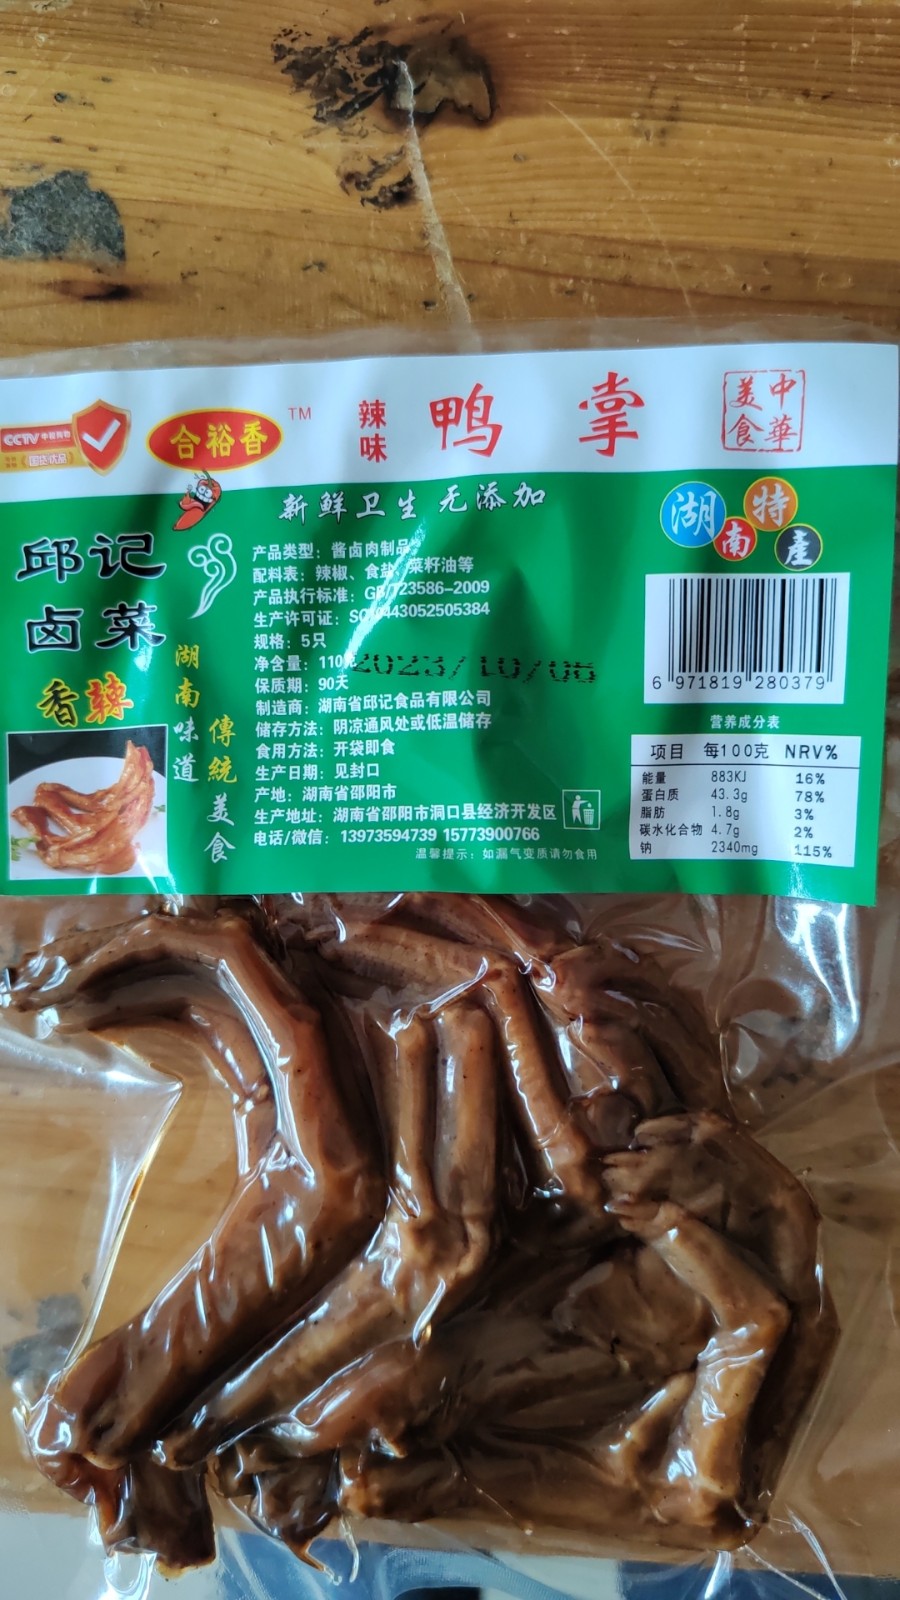 CCTV
国货优品
合裕香
TM
辣味
鸭掌
中華美食
新鲜卫生 无添加
湖南特產
邱记
卤菜
香辣
湖南味道
傳統美食
产品类型：酱卤肉制品
配料表：辣椒、食盐、菜籽油等
产品执行标准：GB/T23586-2009
生产许可证：SC10443052505384
规格：5只
净含量：110
2023/10/06
保质期：90天
制造商：湖南省邱记食品有限公司
储存方法：阴凉通风处或低温储存
食用方法：开袋即食
生产日期：见封口
产地：湖南省邵阳市
生产地址：湖南省邵阳市洞口县经济开发区
电话/微信：13973594739 15773900766
温馨提示：如漏气变质请勿食用
6 971819 280379
营养成分表
项目 每100克 NRV%
能量 883KJ 16%
蛋白质 43.3g 78%
脂肪 1.8g 3%
碳水化合物 4.7g 2%
钠 2340mg 115%